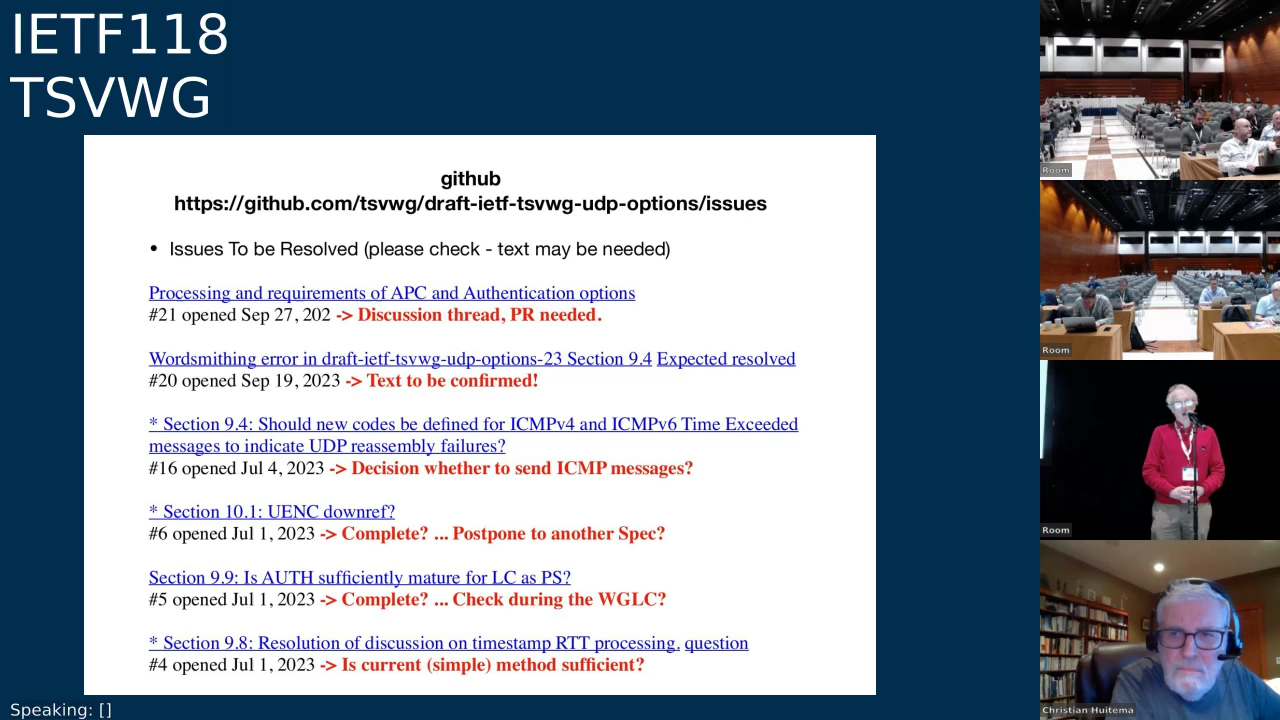 IETF118
TSVWG
github
https://github.com/tsvwg/draft-ietf-tsvwg-udp-options/issues
• Issues To be Resolved (please check - text may be needed)
Processing and requirements of APC and Authentication options
#21 opened Sep 27, 202 -> Discussion thread, PR needed.
Wordsmithing error in draft-ietf-tsvwg-udp-options-23 Section 9.4 Expected resolved
#20 opened Sep 19, 2023 -> Text to be confirmed!
* Section 9.4: Should new codes be defined for ICMPv4 and ICMPv6 Time Exceeded
messages to indicate UDP reassembly failures?
#16 opened Jul 4, 2023 -> Decision whether to send ICMP messages?
* Section 10.1: UENC downref?
#6 opened Jul 1, 2023 -> Complete? ... Postpone to another Spec?
Section 9.9: Is AUTH sufficiently mature for LC as PS?
#5 opened Jul 1, 2023 -> Complete? ... Check during the WGLC?
* Section 9.8: Resolution of discussion on timestamp RTT processing. question
#4 opened Jul 1, 2023 -> Is current (simple) method sufficient?
Speaking: []
Room
Room
Room
Christian Huitema